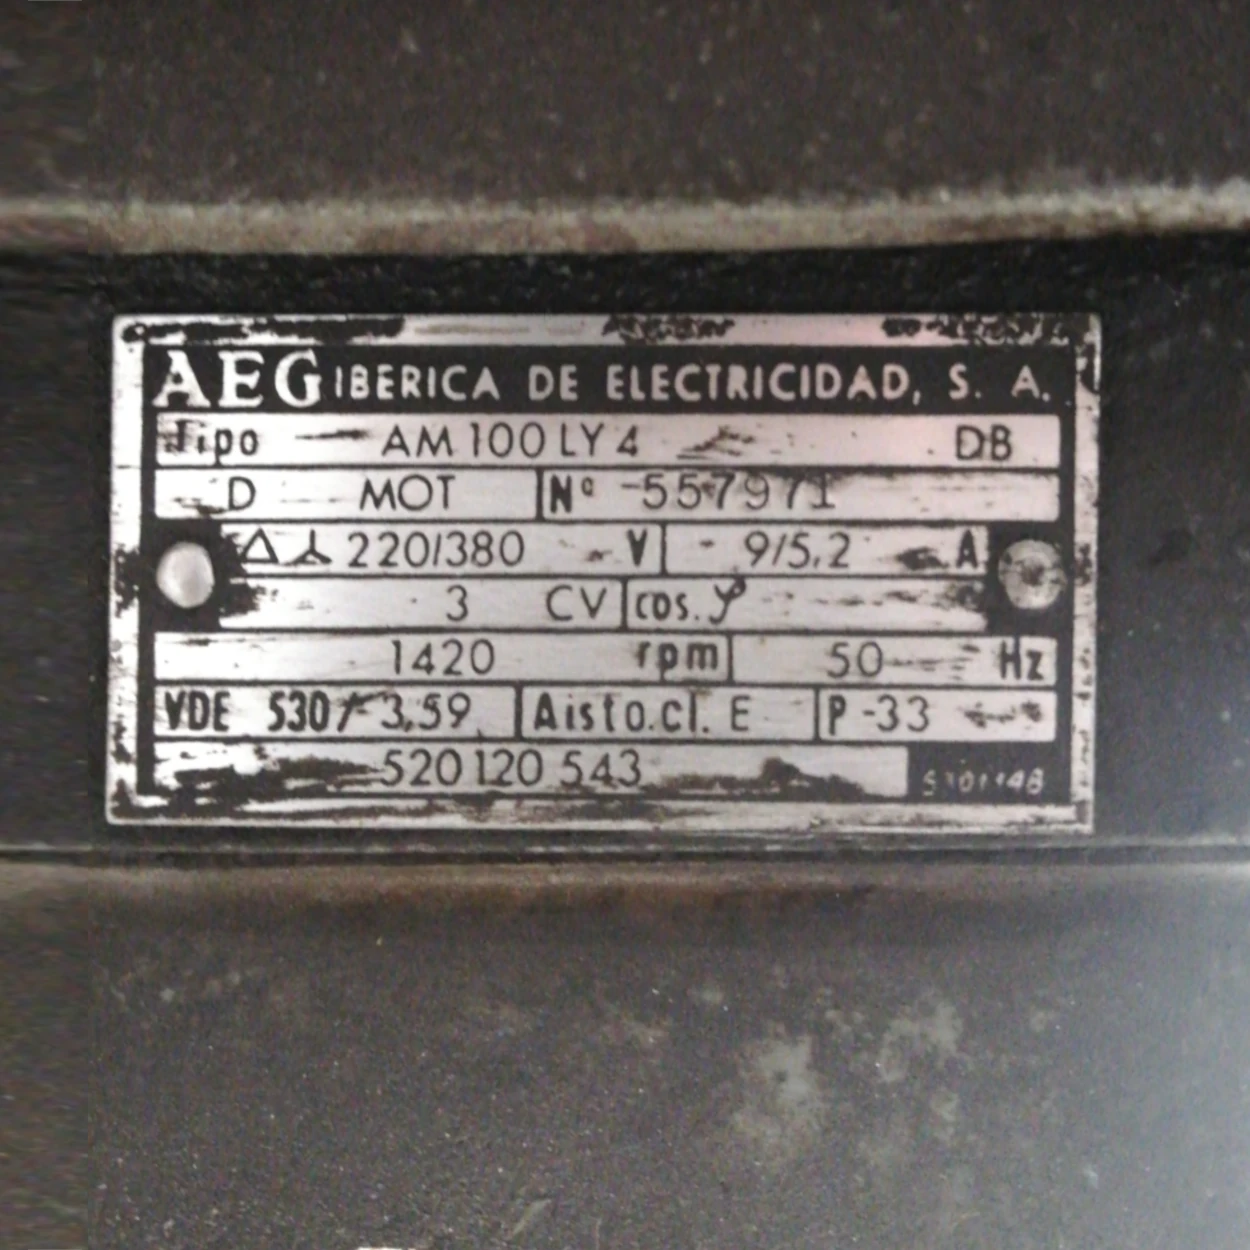 AEG IBERICA DE ELECTRICIDAD, S. A.
Tipo AM 100 LY 4 DB
D MOT Nº 557971
220/380 V 9/5,2 A
3 CV cos. φ
1420 rpm 50 Hz
VDE 530/ 3,59 Aisto.cl. E P-33
520 120 543